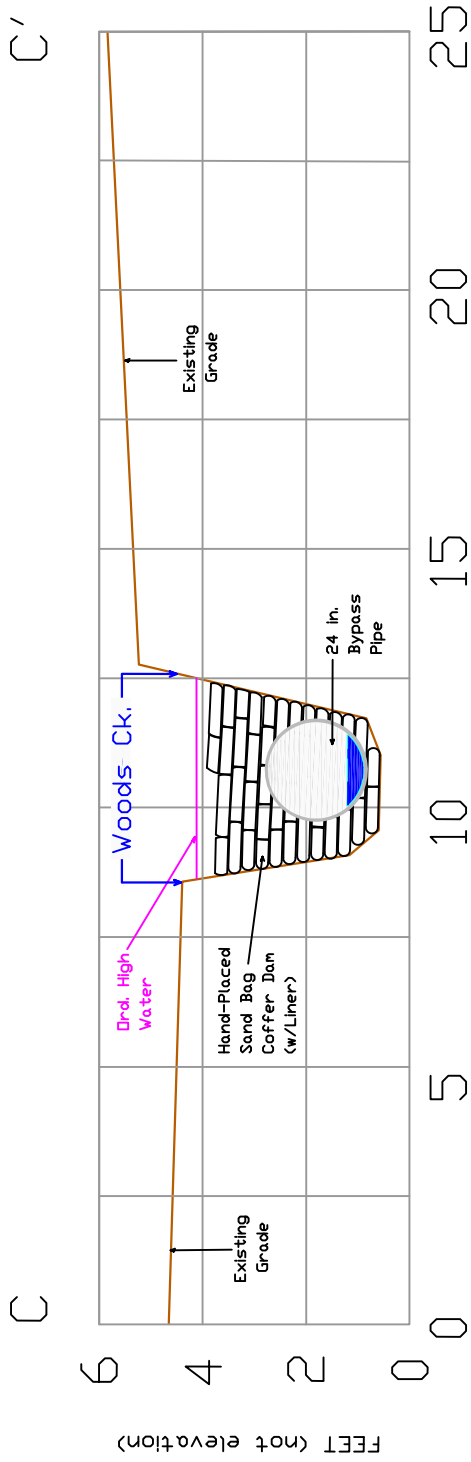 C
C'
Woods Ck.
Ord. High
Water
Existing
Grade
Existing
Grade
Hand-Placed
Sand Bag
Coffer Dam
(w/Liner)
24 in.
Bypass
Pipe
6
4
2
0
FEET (not elevation)
0
5
10
15
20
25